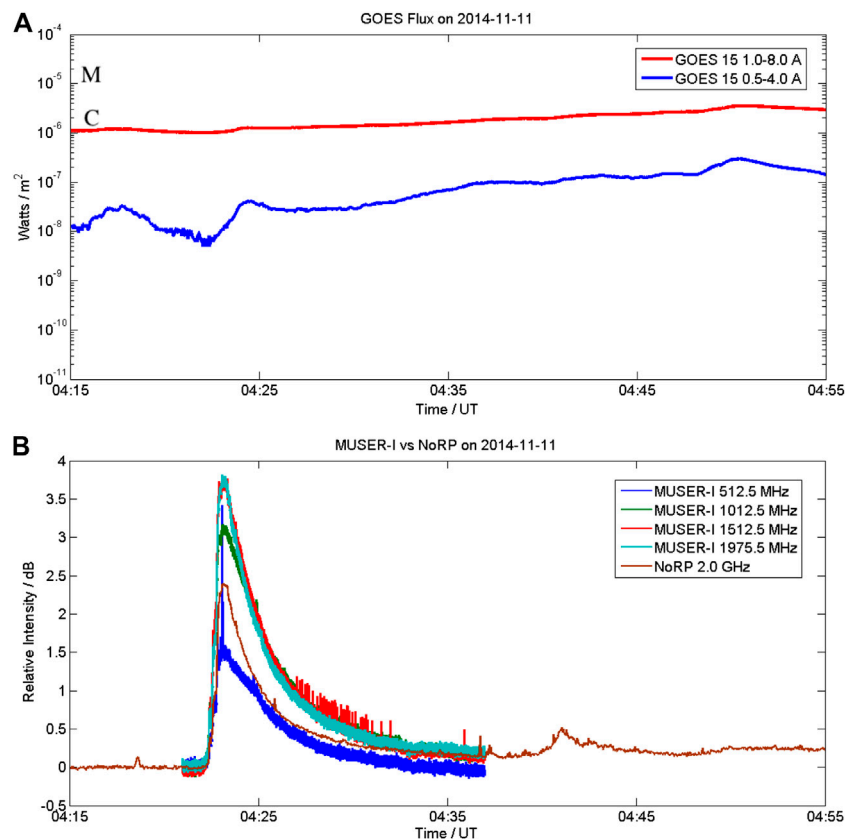 A
GOES Flux on 2014-11-11
10^-4
10^-5
10^-6
10^-7
10^-8
10^-9
10^-10
10^-11
Watts / m^2
M
C
GOES 15 1.0-8.0 A
GOES 15 0.5-4.0 A
04:15 04:25 04:35 04:45 04:55
Time / UT
B
MUSER-I vs NoRP on 2014-11-11
4
3.5
3
2.5
2
1.5
1
0.5
0
-0.5
Relative Intensity / dB
MUSER-I 512.5 MHz
MUSER-I 1012.5 MHz
MUSER-I 1512.5 MHz
MUSER-I 1975.5 MHz
NoRP 2.0 GHz
04:15 04:25 04:35 04:45 04:55
Time / UT